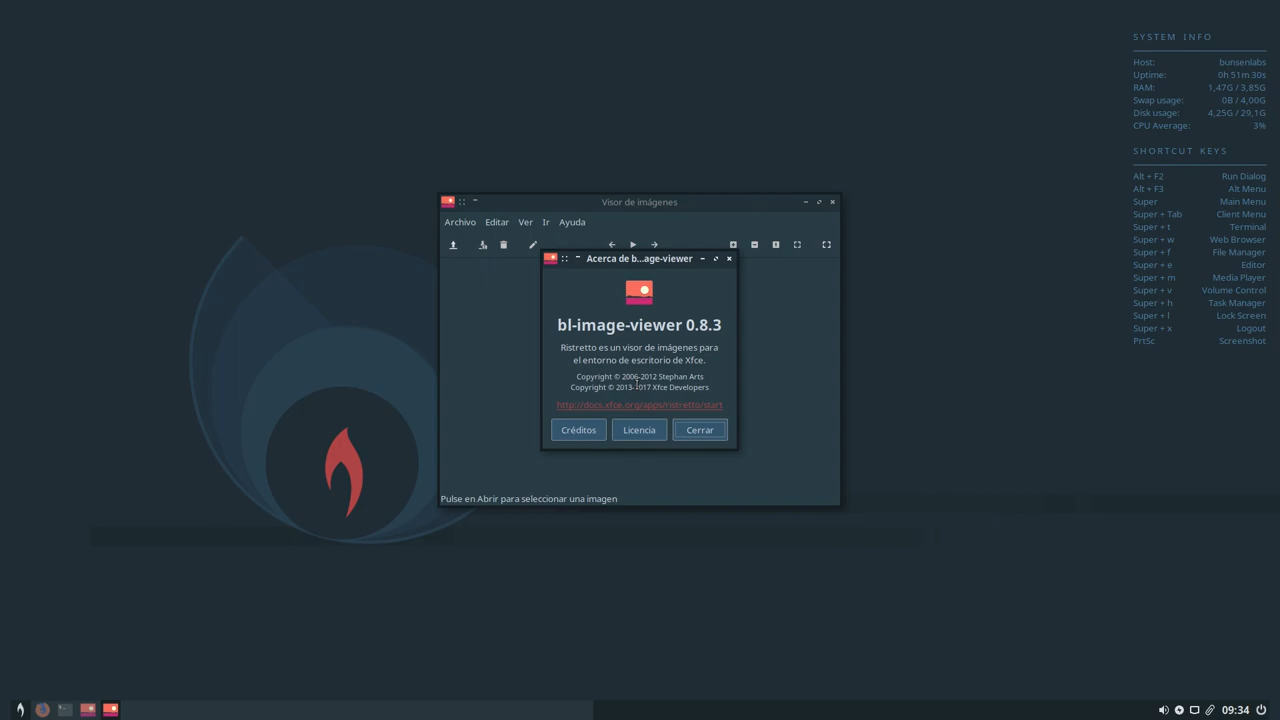 SYSTEM INFO
Host: bunsenlabs
Uptime: 0h 51m 30s
RAM: 1,47G / 3,85G
Swap usage: 0B / 4,00G
Disk usage: 4,25G / 29,1G
CPU Average: 3%
SHORTCUT KEYS
Alt + F2 Run Dialog
Alt + F3 Alt Menu
Super Main Menu
Super + Tab Client Menu
Super + t Terminal
Super + w Web Browser
Super + f File Manager
Super + e Editor
Super + m Media Player
Super + v Volume Control
Super + h Task Manager
Super + l Lock Screen
Super + x Logout
PrtSc Screenshot
Visor de imágenes
Archivo Editar Ver Ir Ayuda
Acerca de b...age-viewer
bl-image-viewer 0.8.3
Ristretto es un visor de imágenes para
el entorno de escritorio de Xfce.
Copyright © 2006-2012 Stephan Arts
Copyright © 2013-2017 Xfce Developers
http://docs.xfce.org/apps/ristretto/start
Créditos Licencia Cerrar
Pulse en Abrir para seleccionar una imagen
09:34